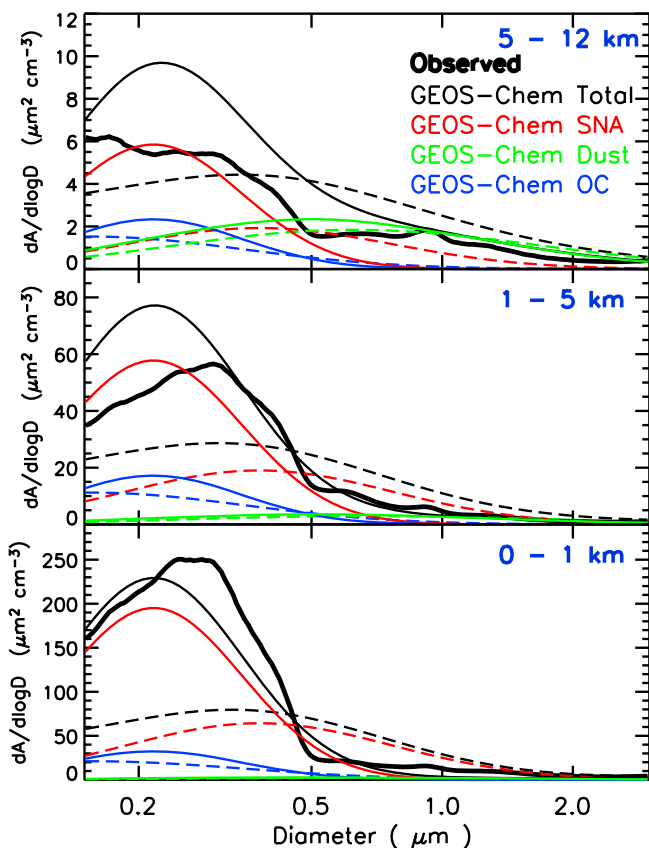 12
10
8
6
4
2
0
dA/dlogD (μm² cm⁻³)
5 − 12 km
Observed
GEOS−Chem Total
GEOS−Chem SNA
GEOS−Chem Dust
GEOS−Chem OC
80
60
40
20
0
dA/dlogD (μm² cm⁻³)
1 − 5 km
250
200
150
100
50
0
dA/dlogD (μm² cm⁻³)
0 − 1 km
0.2 0.5 1.0 2.0
Diameter ( μm)